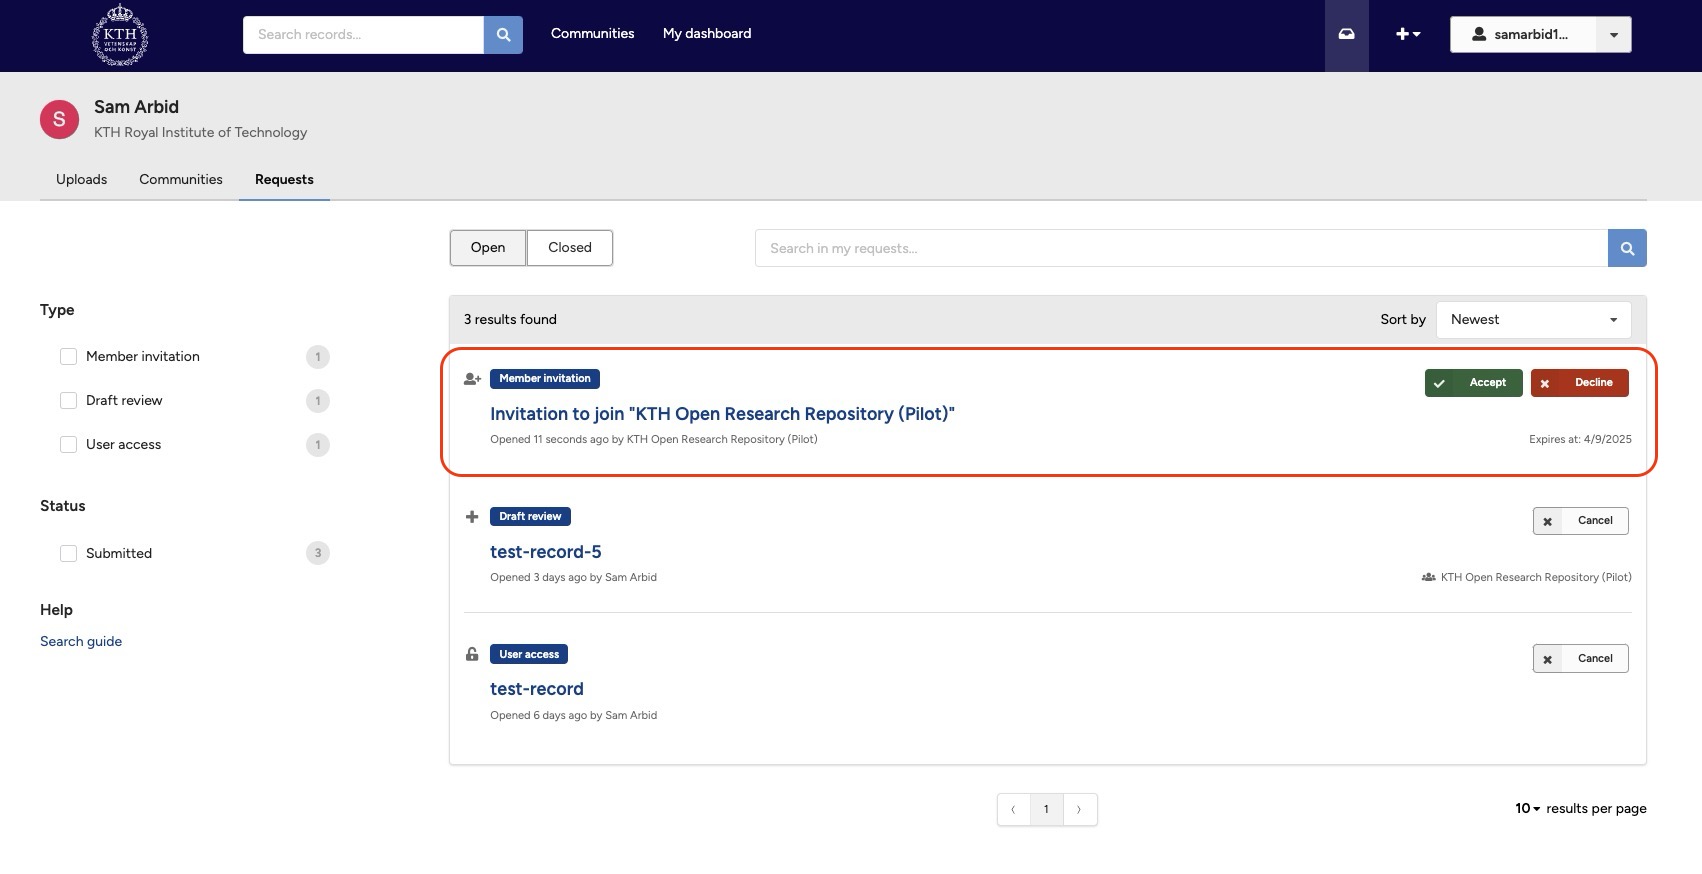 KTH
VETENSKAP
OCH KONST
Search records...
Communities
My dashboard
samarbid1...
S
Sam Arbid
KTH Royal Institute of Technology
Uploads
Communities
Requests
Open
Closed
Search in my requests...
Type
Member invitation 1
Draft review 1
User access 1
Status
Submitted 3
Help
Search guide
3 results found
Sort by Newest
Member invitation
Accept
Decline
Invitation to join "KTH Open Research Repository (Pilot)"
Opened 11 seconds ago by KTH Open Research Repository (Pilot)
Expires at: 4/9/2025
Draft review
Cancel
test-record-5
Opened 3 days ago by Sam Arbid
KTH Open Research Repository (Pilot)
User access
Cancel
test-record
Opened 6 days ago by Sam Arbid
1
10 results per page